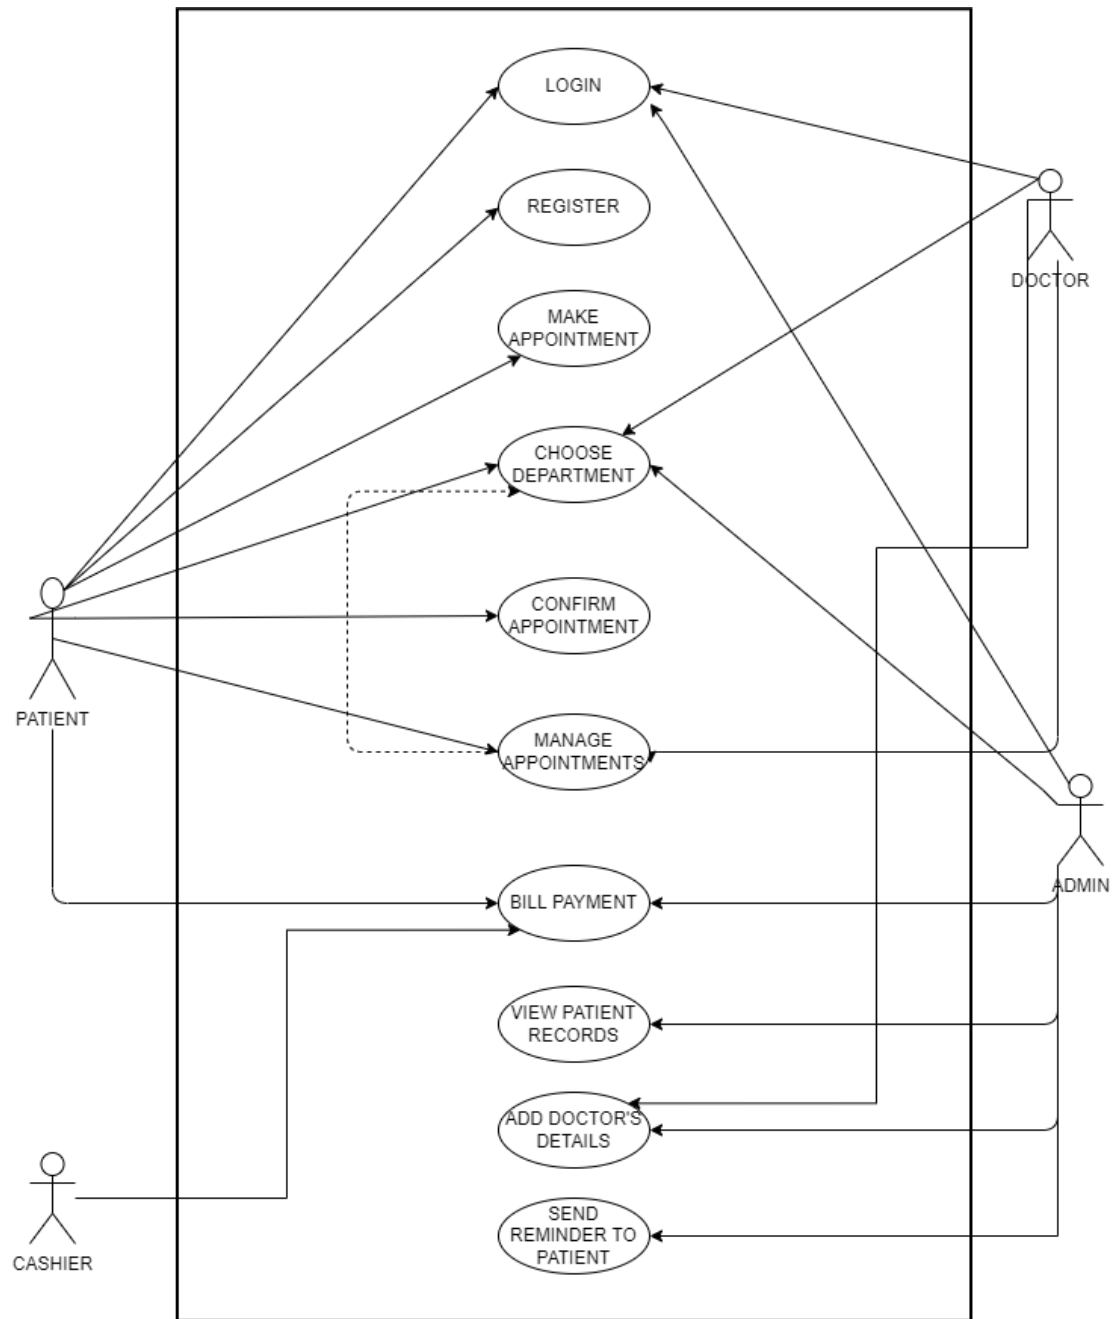 LOGIN
REGISTER
DOCTOR
MAKE
APPOINTMENT
CHOOSE
DEPARTMENT
CONFIRM
APPOINTMENT
PATIENT
MANAGE
APPOINTMENTS
ADMIN
BILL PAYMENT
VIEW PATIENT
RECORDS
ADD DOCTOR'S
DETAILS
SEND
REMINDER TO
PATIENT
CASHIER